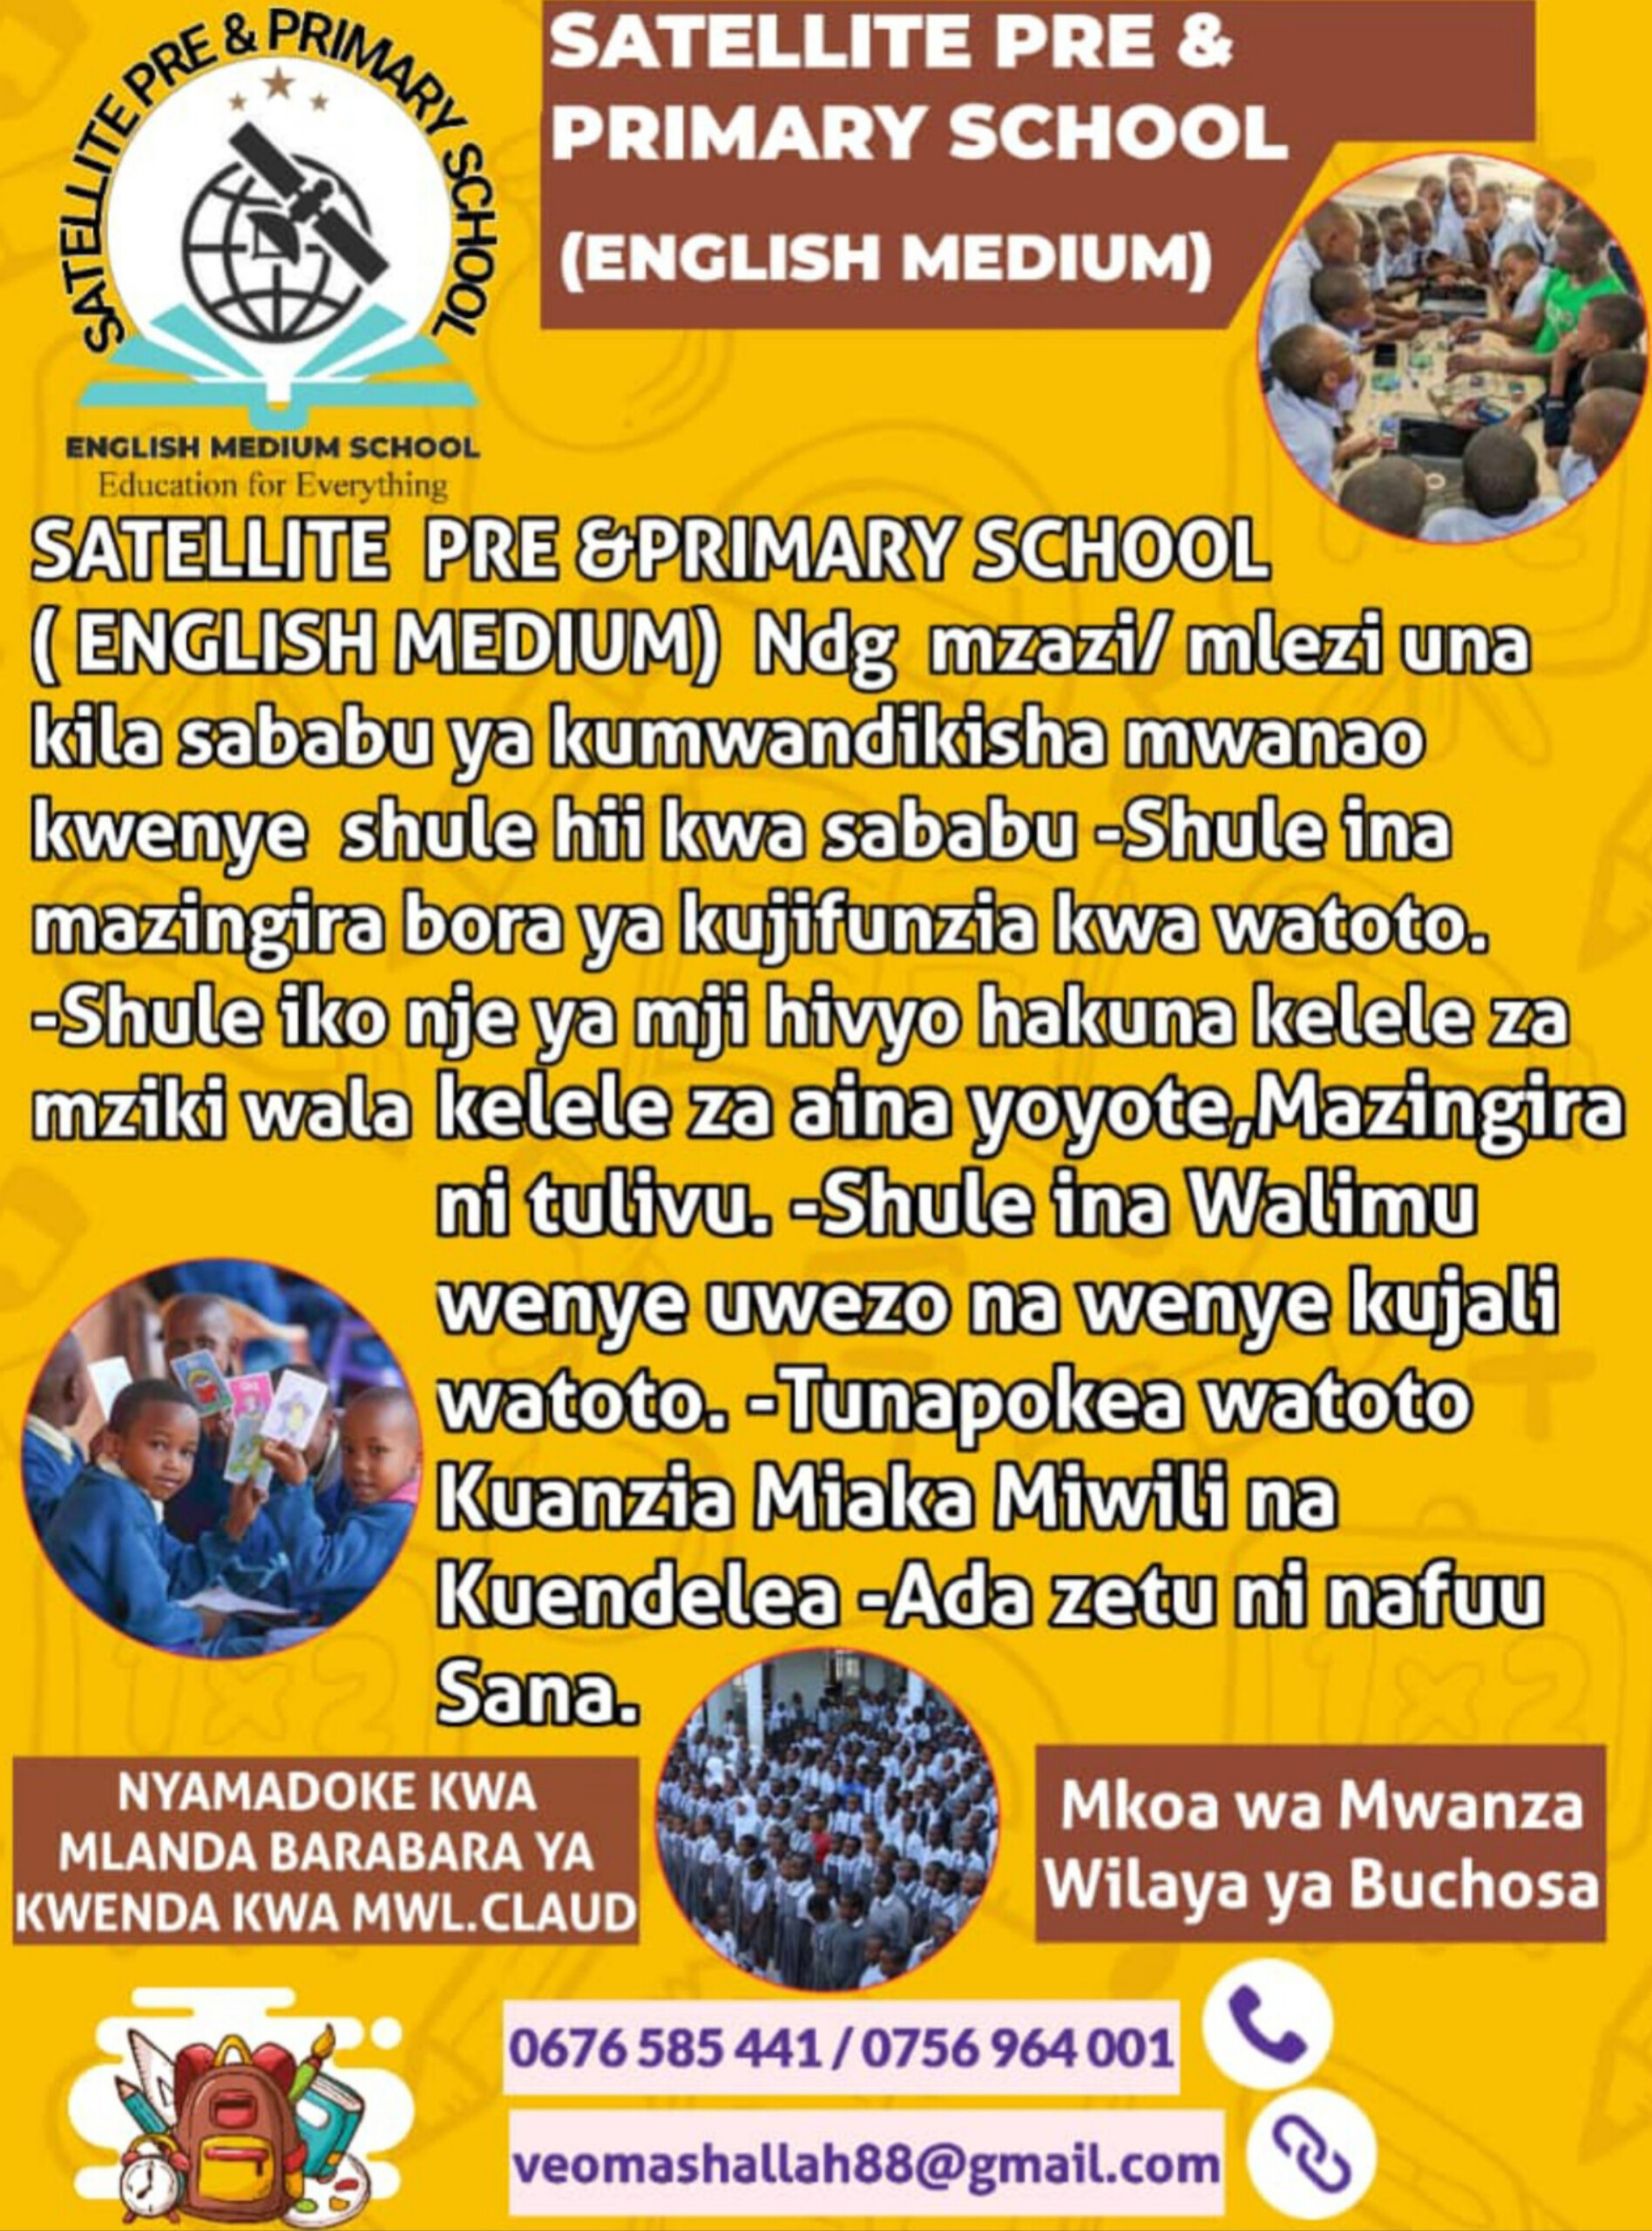 SATELLITE PRE & PRIMARY SCHOOL
ENGLISH MEDIUM SCHOOL
Education for Everything
SATELLITE PRE &
PRIMARY SCHOOL
(ENGLISH MEDIUM)
SATELLITE PRE &PRIMARY SCHOOL
( ENGLISH MEDIUM) Ndg mzazi/ mlezi una
kila sababu ya kumwandikisha mwanao
kwenye shule hii kwa sababu -Shule ina
mazingira bora ya kujifunzia kwa watoto.
-Shule iko nje ya mji hivyo hakuna kelele za
mziki wala kelele za aina yoyote,Mazingira
ni tulivu. -Shule ina Walimu
wenye uwezo na wenye kujali
watoto. -Tunapokea watoto
Kuanzia Miaka Miwili na
Kuendelea -Ada zetu ni nafuu
Sana.
NYAMADOKE KWA
MLANDA BARABARA YA
KWENDA KWA MWL.CLAUD
Mkoa wa Mwanza
Wilaya ya Buchosa
0676 585 441 / 0756 964 001
veomashallah88@gmail.com